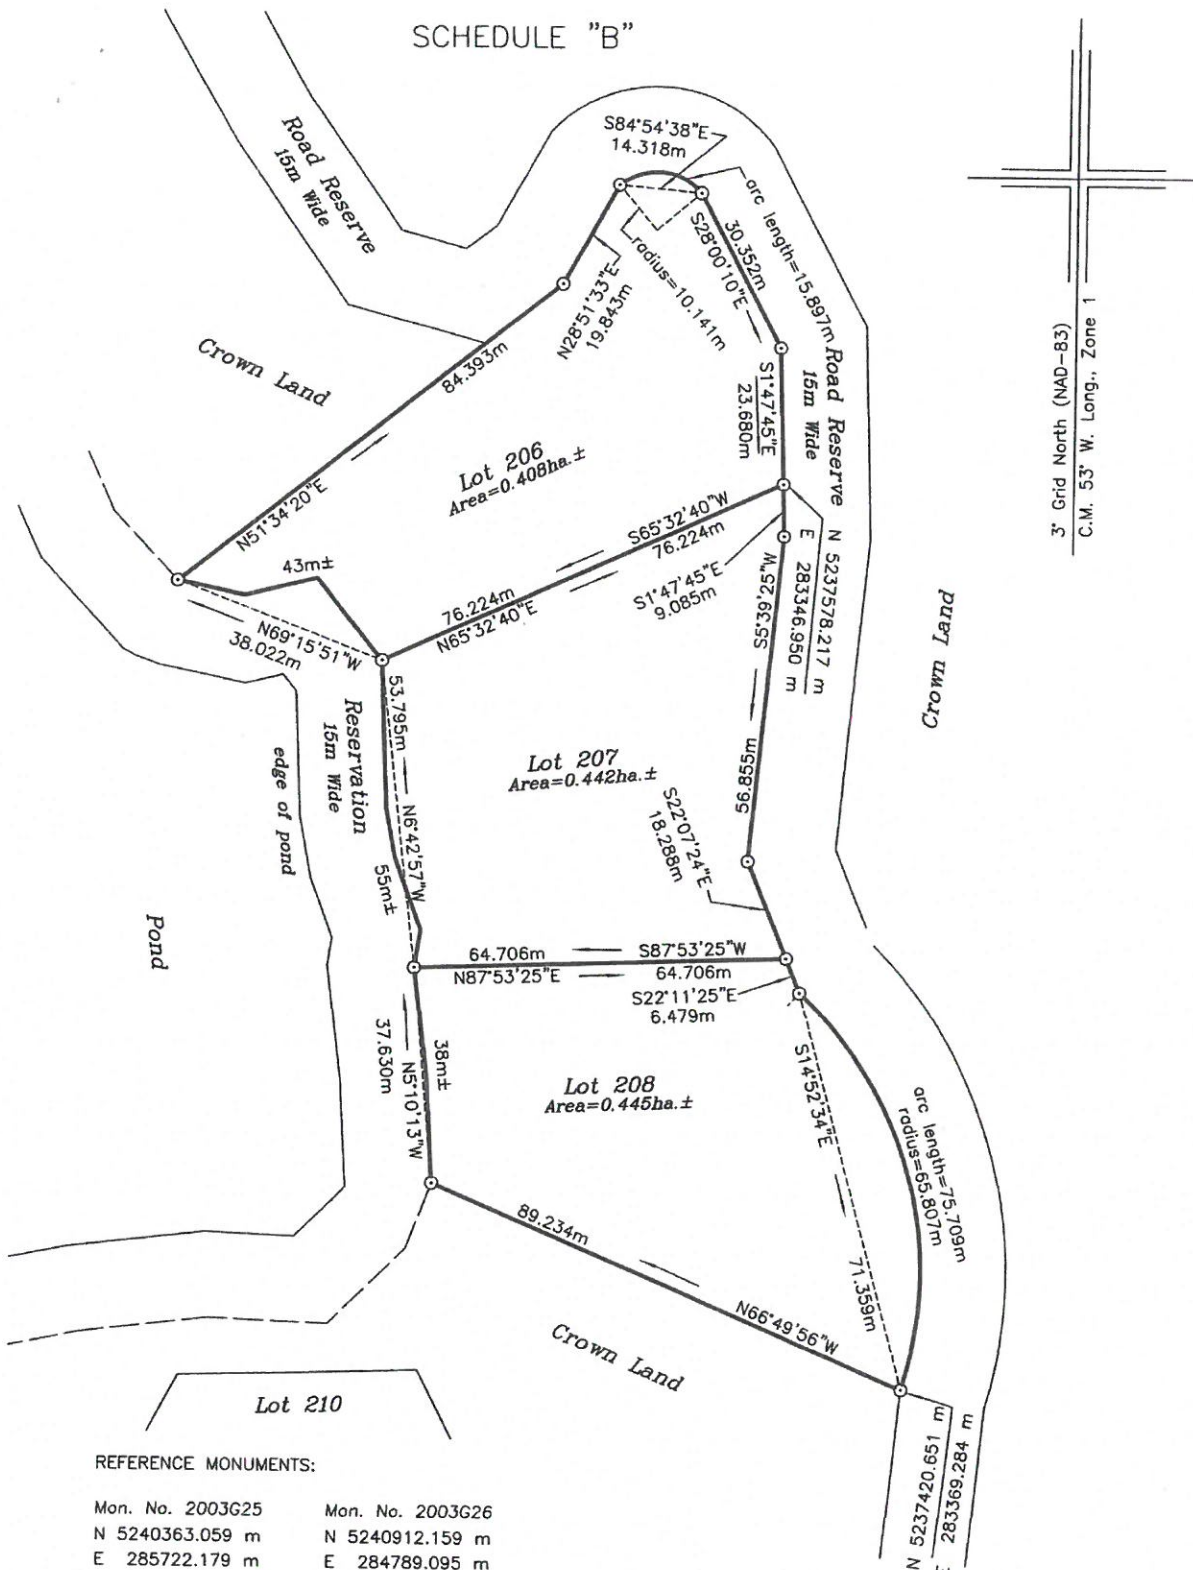 SCHEDULE "B"
S84°54'38"E
14.318m
arc length=15.897m
radius=10.141m
Road Reserve
15m Wide
N28°51'33"E
19.843m
30.352m
S28°00'10"E
Crown Land
84.393m
N51°34'20"E
S1°47'45"E
23.680m
Road Reserve
15m Wide
3° Grid North (NAD-83)
C.M. 53° W. Long., Zone 1
Lot 206
Area=0.408ha.±
S65°32'40"W
76.224m
76.224m
N65°32'40"E
N 5237578.217 m
E 283346.950 m
S1°47'45"E
9.085m
43m±
N69°15'51"W
38.022m
S5°39'25"W
56.855m
Crown Land
53.795m
N6°42'57"W
55m±
Reservation
15m Wide
edge of pond
Pond
Lot 207
Area=0.442ha.±
S22°07'24"E
18.288m
64.706m
S87°53'25"W
N87°53'25"E
64.706m
S22°11'25"E
6.479m
37.630m
N5°10'13"W
38m±
Lot 208
Area=0.445ha.±
S14°52'34"E
71.359m
arc length=75.709m
radius=65.807m
89.234m
N66°49'56"W
Crown Land
Lot 210
N 5237420.651 m
E 283369.284 m
REFERENCE MONUMENTS:
Mon. No. 2003G25
N 5240363.059 m
E 285722.179 m
Mon. No. 2003G26
N 5240912.159 m
E 284789.095 m